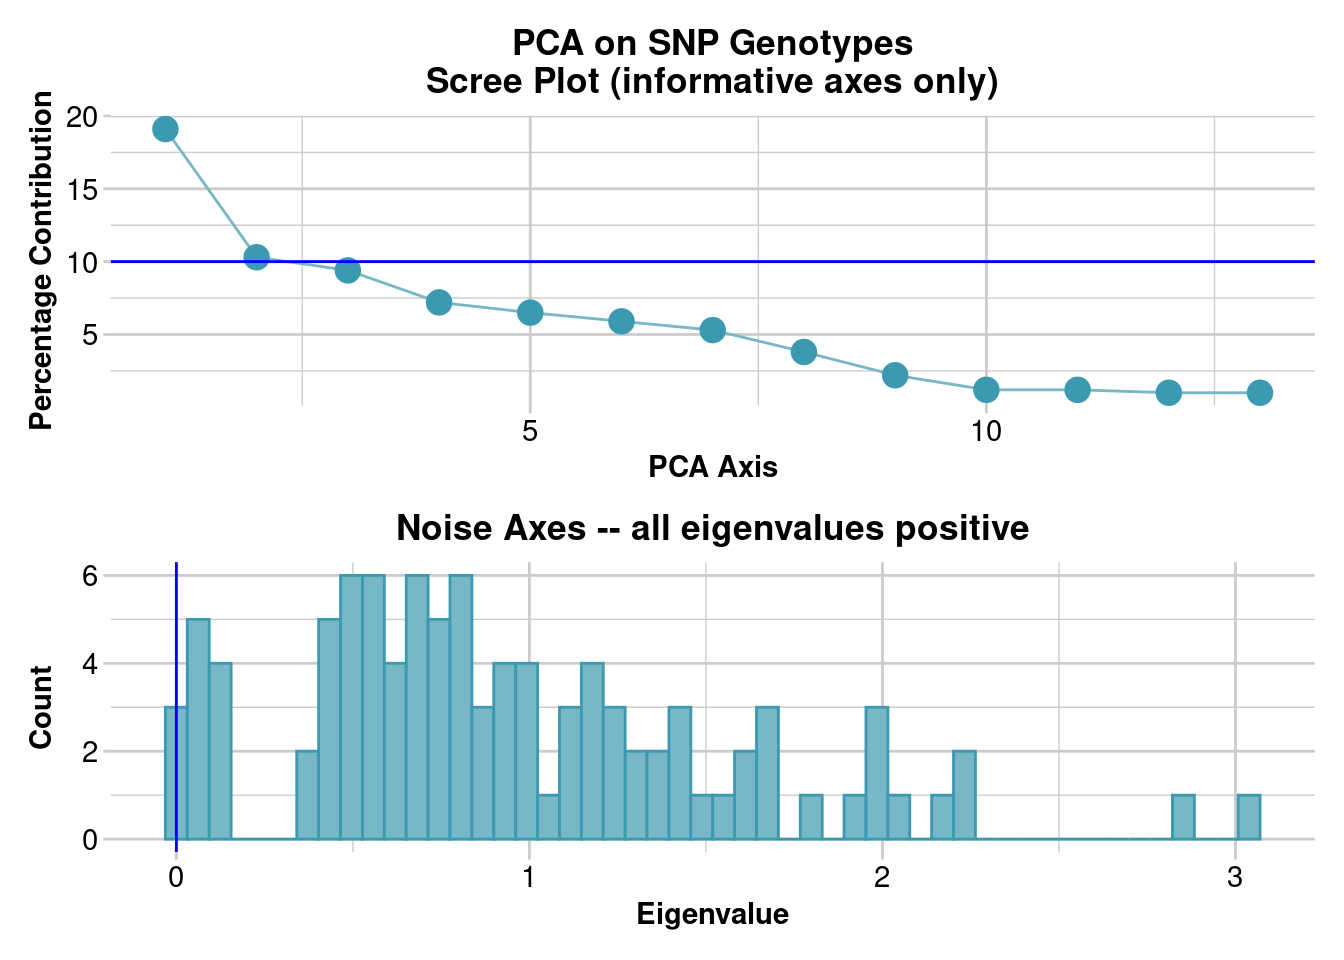 PCA on SNP Genotypes
Scree Plot (informative axes only)
Percentage Contribution
20
15
10
5
5
10
PCA Axis
Noise Axes -- all eigenvalues positive
Count
6
4
2
0
0
1
2
3
Eigenvalue